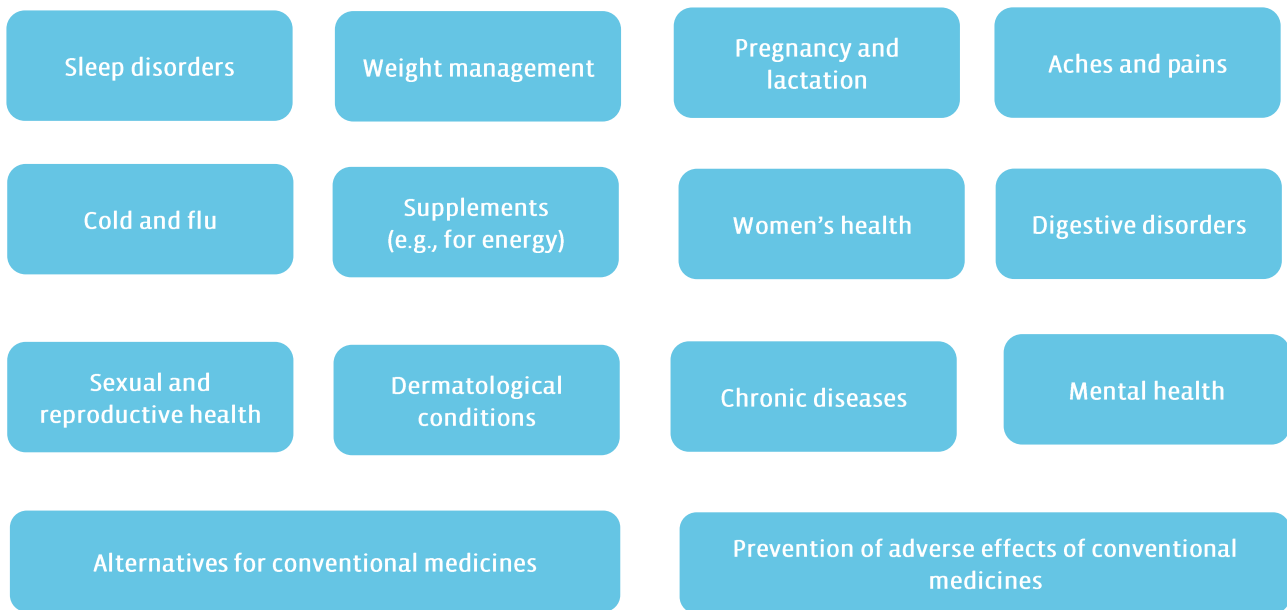 Sleep disorders
Weight management
Pregnancy and
lactation
Aches and pains
Cold and flu
Supplements
(e.g., for energy)
Women’s health
Digestive disorders
Sexual and
reproductive health
Dermatological
conditions
Chronic diseases
Mental health
Alternatives for conventional medicines
Prevention of adverse effects of conventional
medicines